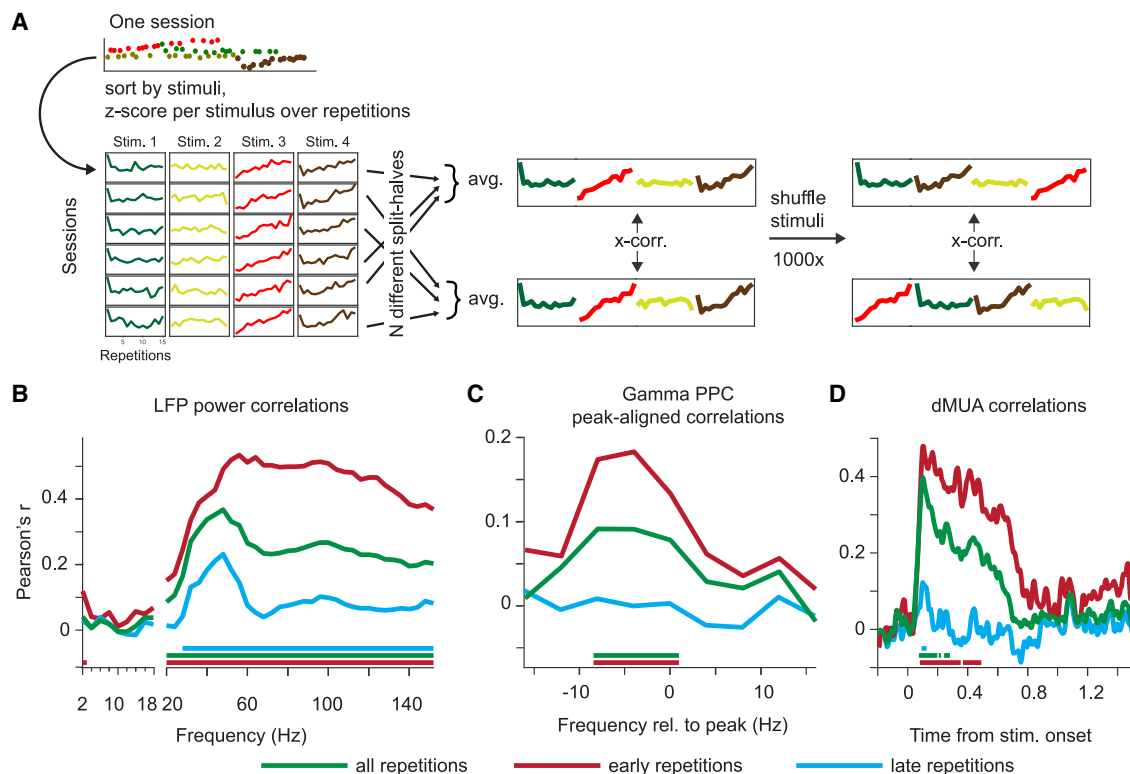 A
One session
sort by stimuli,
z-score per stimulus over repetitions
Stim. 1 Stim. 2 Stim. 3 Stim. 4
Sessions
5 10 15
Repetitions
N different split-halves
avg.
avg.
x-corr.
shuffle
stimuli
1000x
x-corr.
B
LFP power correlations
Pearson's r
0.4
0.2
0
2 10 18 20 60 100 140
Frequency (Hz)
C
Gamma PPC
peak-aligned correlations
0.2
0.1
0
-10 0 10
Frequency rel. to peak (Hz)
D
dMUA correlations
0.4
0.2
0
0 0.4 0.8 1.2
Time from stim. onset
all repetitions early repetitions late repetitions